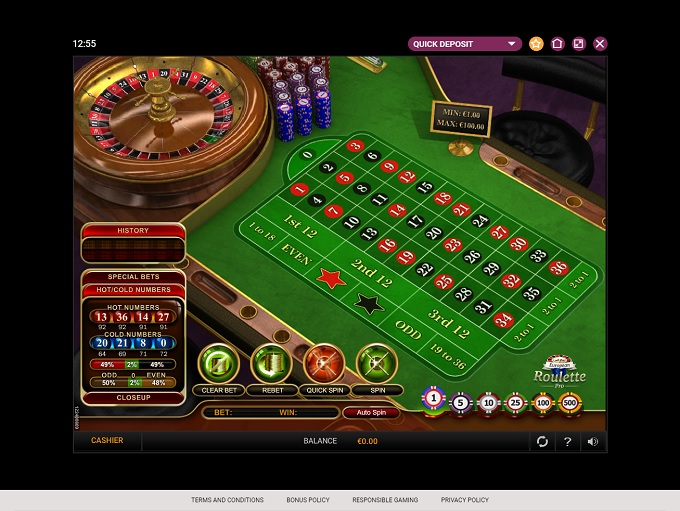 12:55
QUICK DEPOSIT
MIN: €1.00
MAX: €100.00
0
3 6 9 12 15 18 21 24 27 30 33 36
2 5 8 11 14 17 20 23 26 29 32 35
1 4 7 10 13 16 19 22 25 28 31 34
2 to 1
2 to 1
2 to 1
1st 12
2nd 12
3rd 12
1 to 18
EVEN
ODD
19 to 36
HISTORY
SPECIAL BETS
HOT/COLD NUMBERS
HOT NUMBERS
13 36 14 27
92 92 91 91
COLD NUMBERS
20 21 8 0
64 69 71 72
49% 2% 49%
ODD 0 EVEN
50% 2% 48%
CLOSEUP
CLEAR BET
REBET
QUICK SPIN
SPIN
BET:
WIN:
Auto Spin
European
Roulette
Pro
1 5 10 25 100 500
CASHIER
BALANCE
€0.00
?
TERMS AND CONDITIONS
BONUS POLICY
RESPONSIBLE GAMING
PRIVACY POLICY